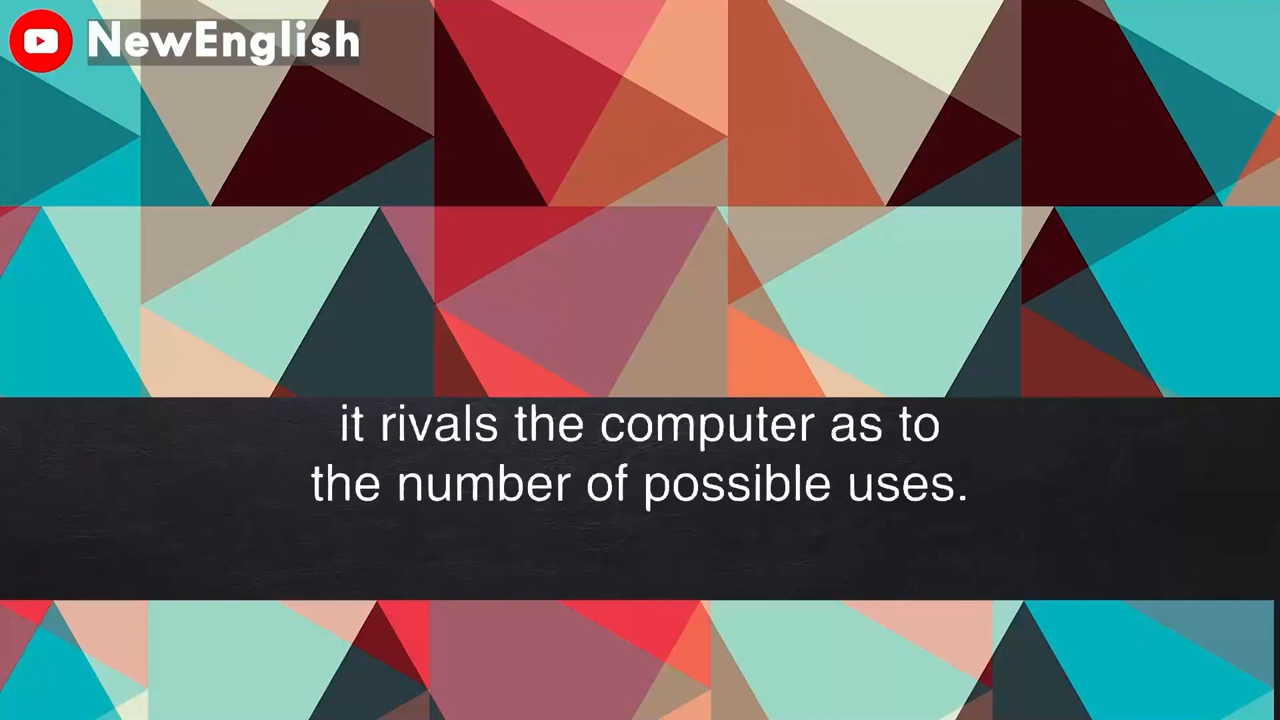 NewEnglish
it rivals the computer as to
the number of possible uses.